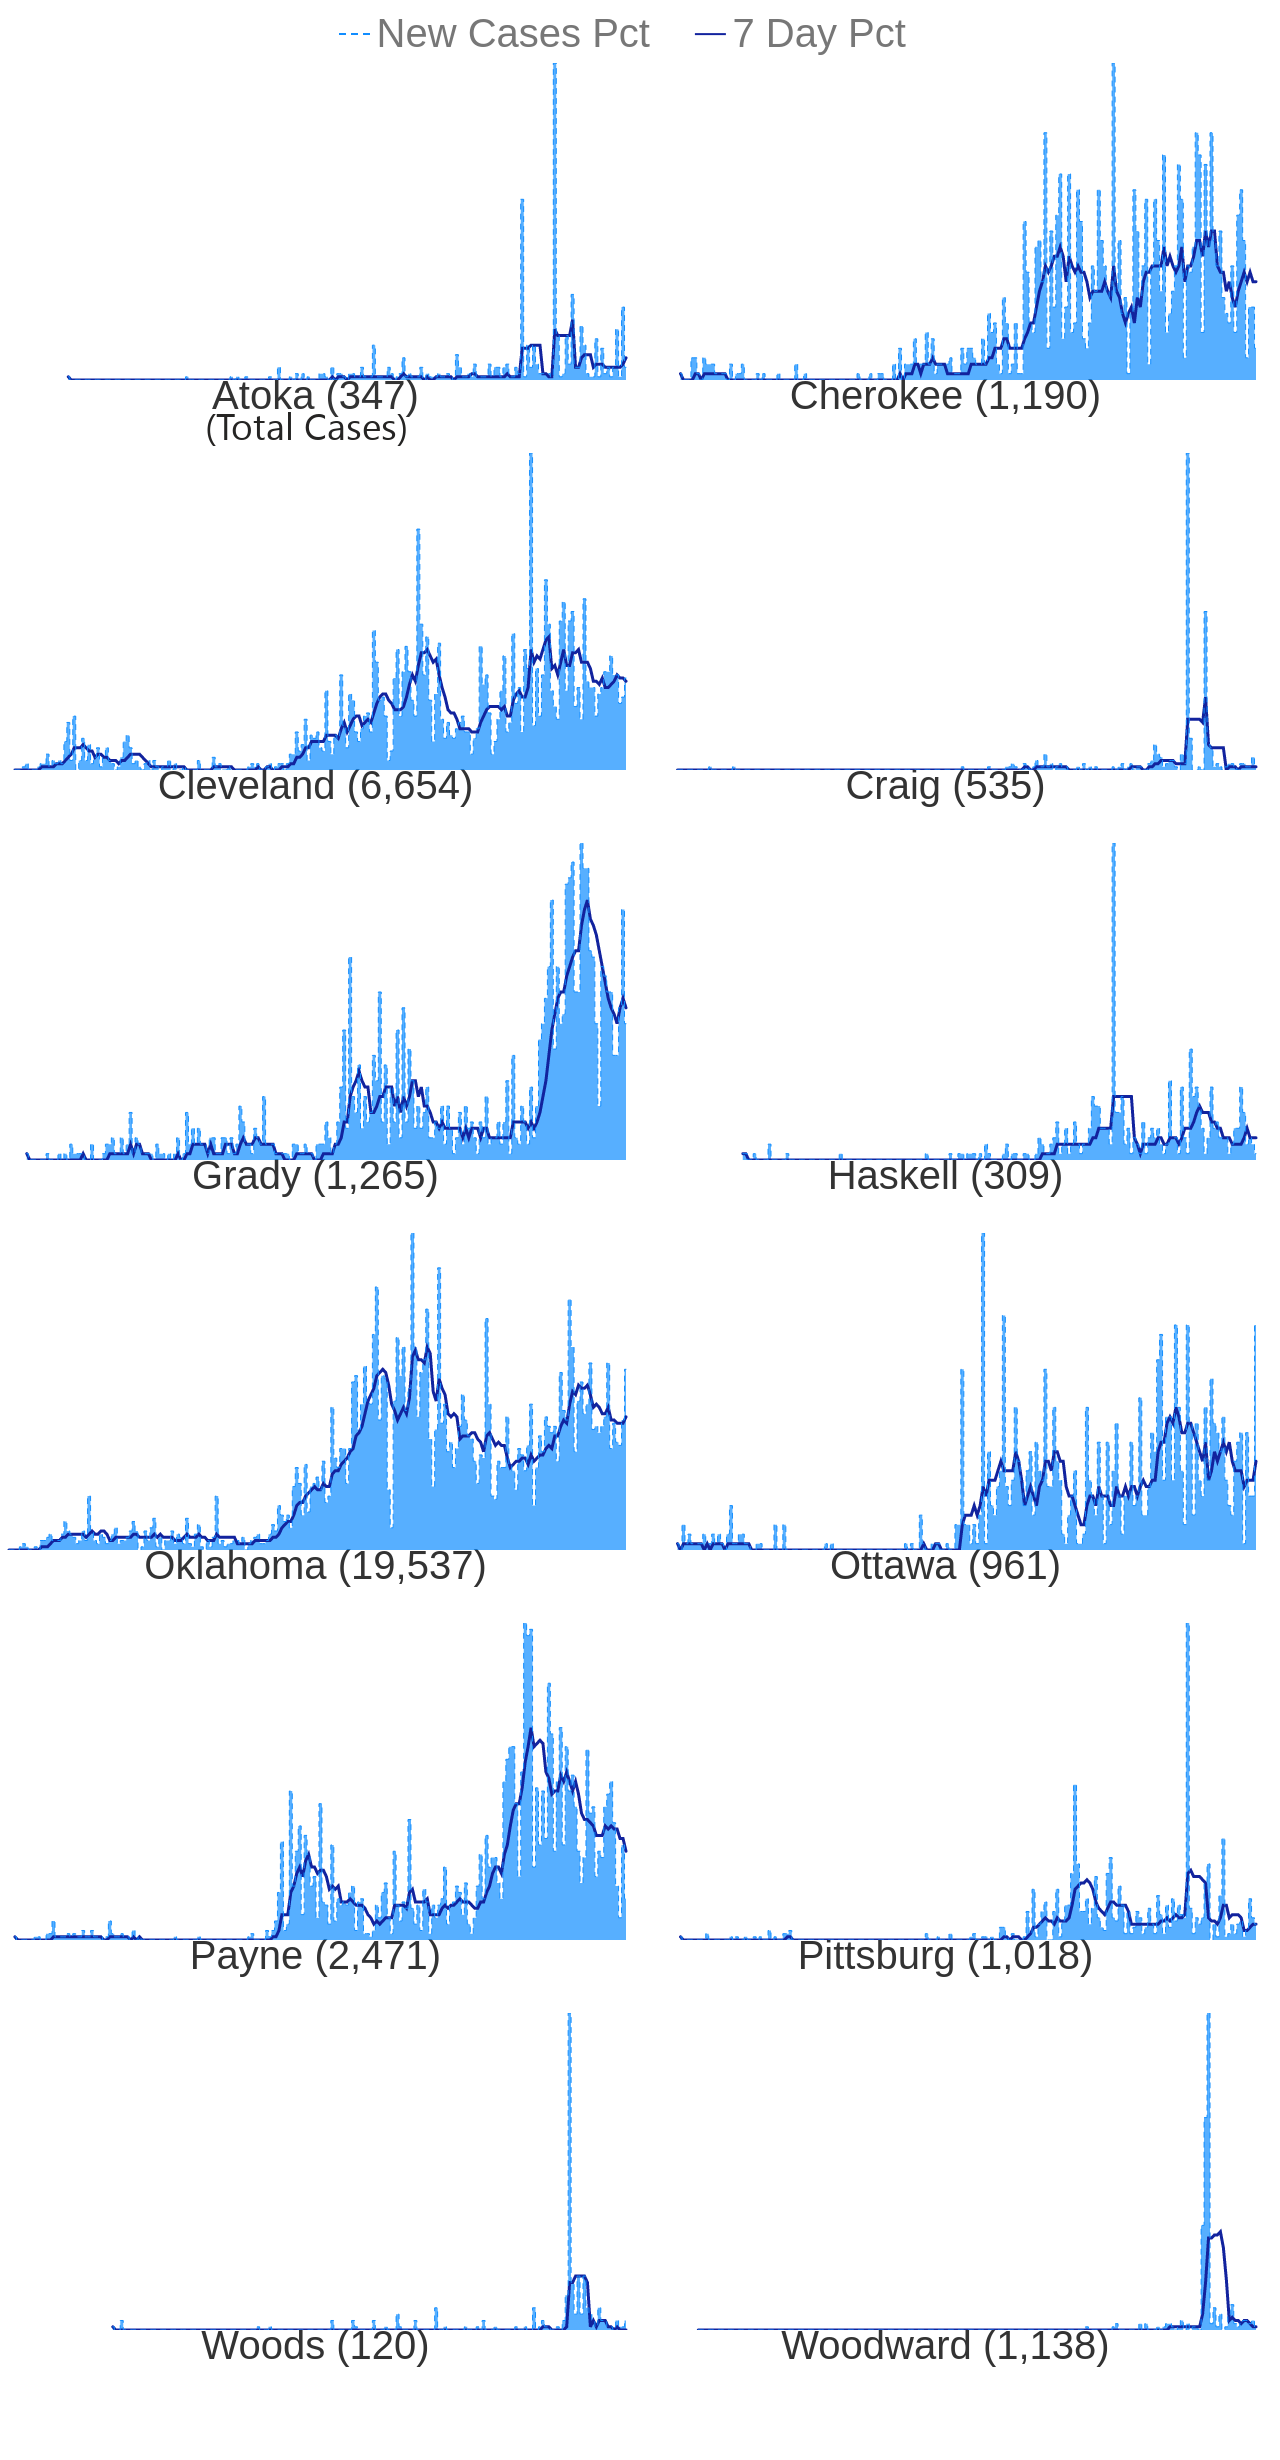 New Cases Pct 7 Day Pct
Atoka (347) Cherokee (1,190)
(Total Cases)
Cleveland (6,654) Craig (535)
Grady (1,265) Haskell (309)
Oklahoma (19,537) Ottawa (961)
Payne (2,471) Pittsburg (1,018)
Woods (120) Woodward (1,138)